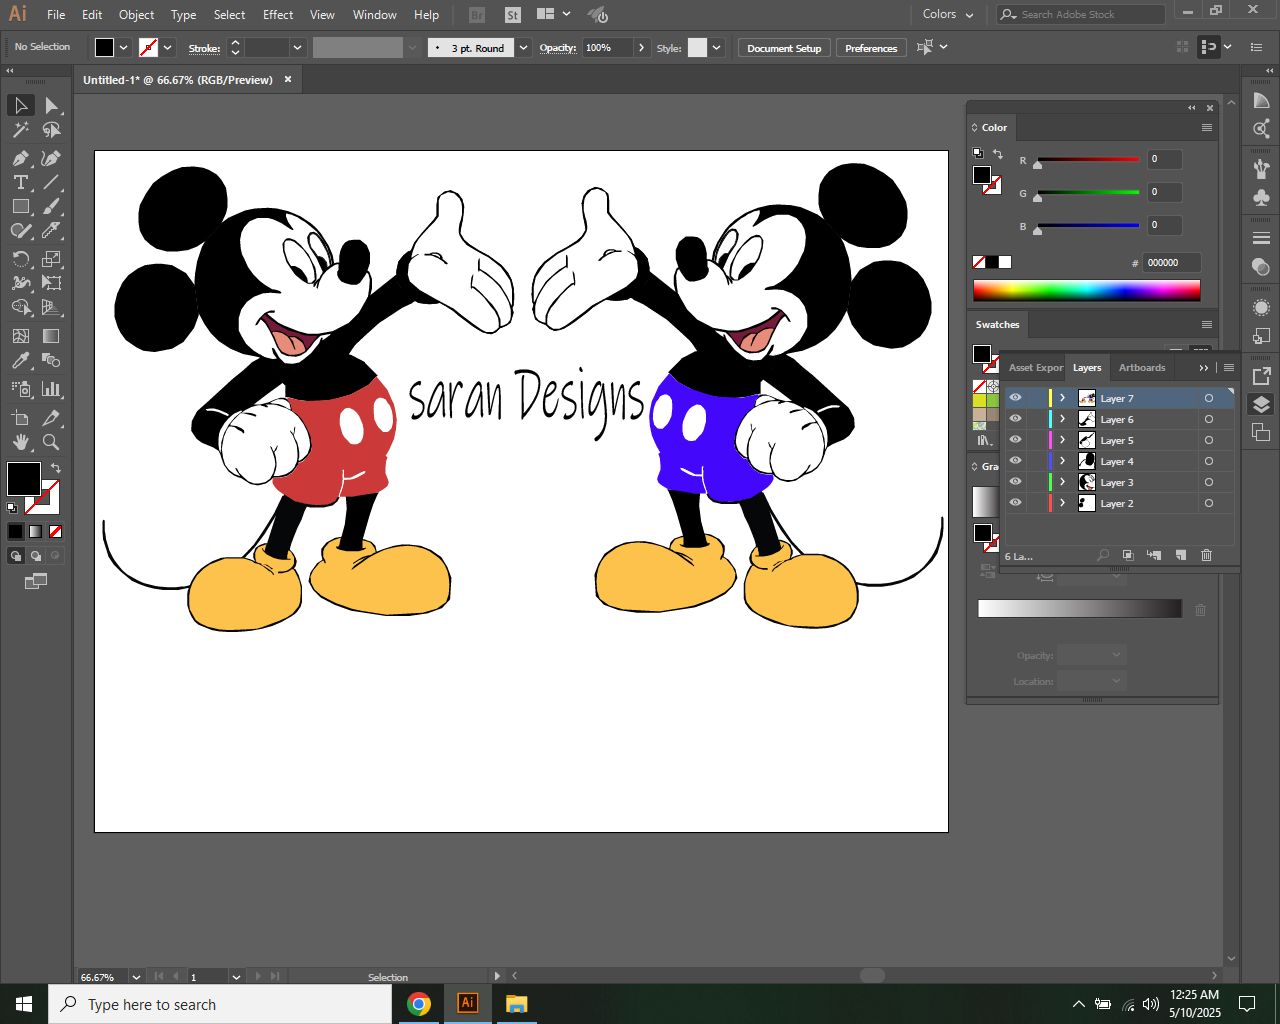 Ai File Edit Object Type Select Effect View Window Help Br St Colors Search Adobe Stock
No Selection Stroke: 3 pt. Round Opacity: 100% Style: Document Setup Preferences
Untitled-1* @ 66.67% (RGB/Preview)
Color
R 0
G 0
B 0
# 000000
Swatches
Asset Expor Layers Artboards
Layer 7
Layer 6
Layer 5
Layer 4
Layer 3
Layer 2
6 La...
Gra
Opacity:
Location:
saran Designs
66.67% 1 Selection
Type here to search Ai 12:25 AM
5/10/2025